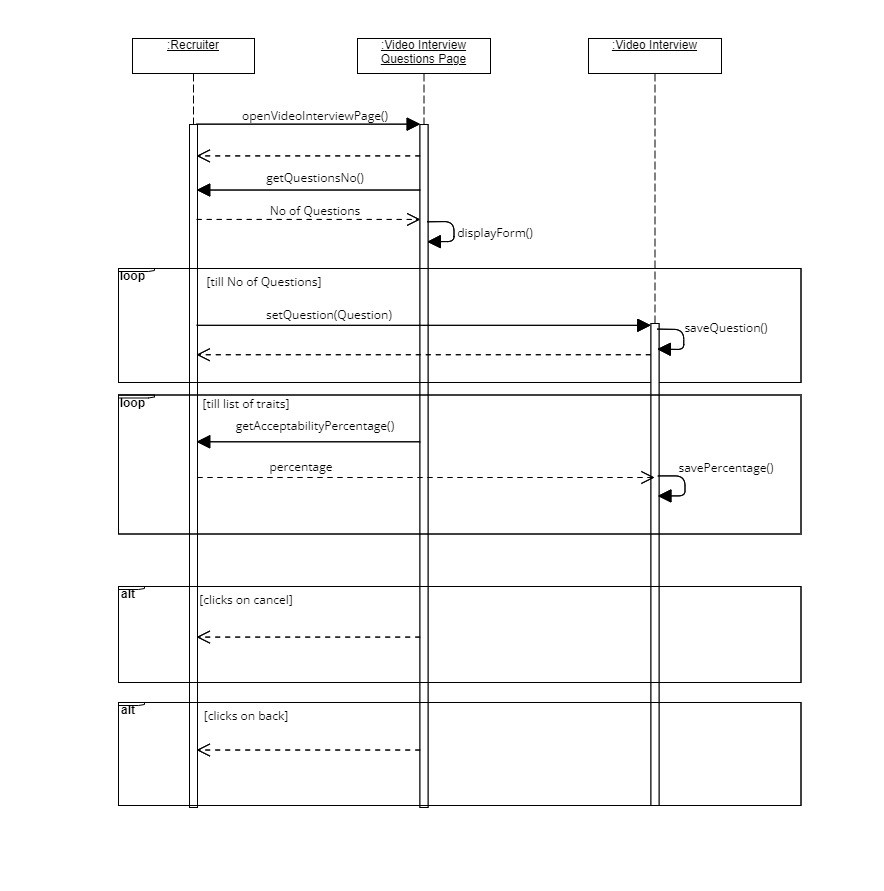 :Recruiter
:Video Interview
Questions Page
:Video Interview
openVideoInterviewPage()
getQuestionsNo()
No of Questions
displayForm()
loop
[till No of Questions]
setQuestion(Question)
saveQuestion()
loop
[till list of traits]
getAcceptabilityPercentage()
percentage
savePercentage()
alt
[clicks on cancel]
alt
[clicks on back]